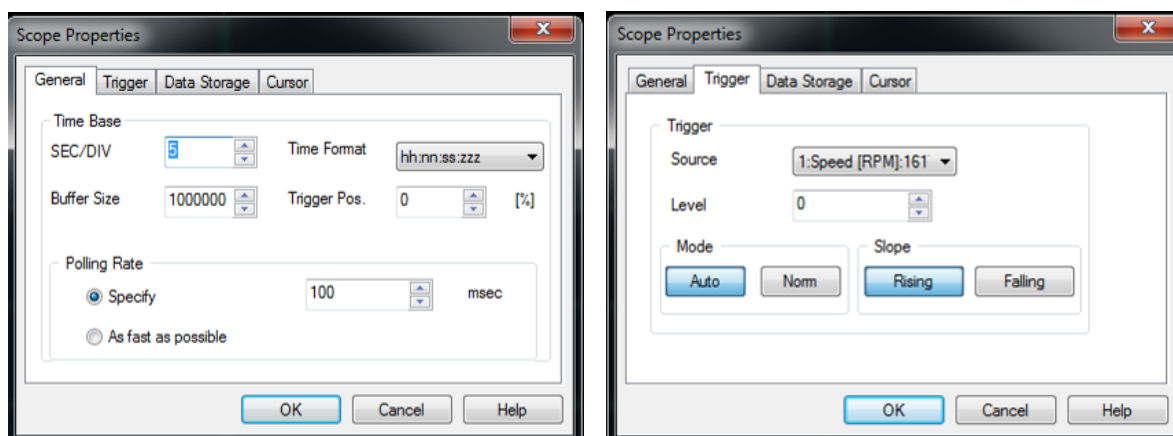 Scope Properties
General Trigger Data Storage Cursor
Time Base
SEC/DIV 5 Time Format hh:nn:ss:zzz
Buffer Size 1000000 Trigger Pos. 0 [%]
Polling Rate
Specify 100 msec
As fast as possible
OK Cancel Help
Scope Properties
General Trigger Data Storage Cursor
Trigger
Source 1:Speed [RPM]:161
Level 0
Mode Slope
Auto Norm Rising Falling
OK Cancel Help